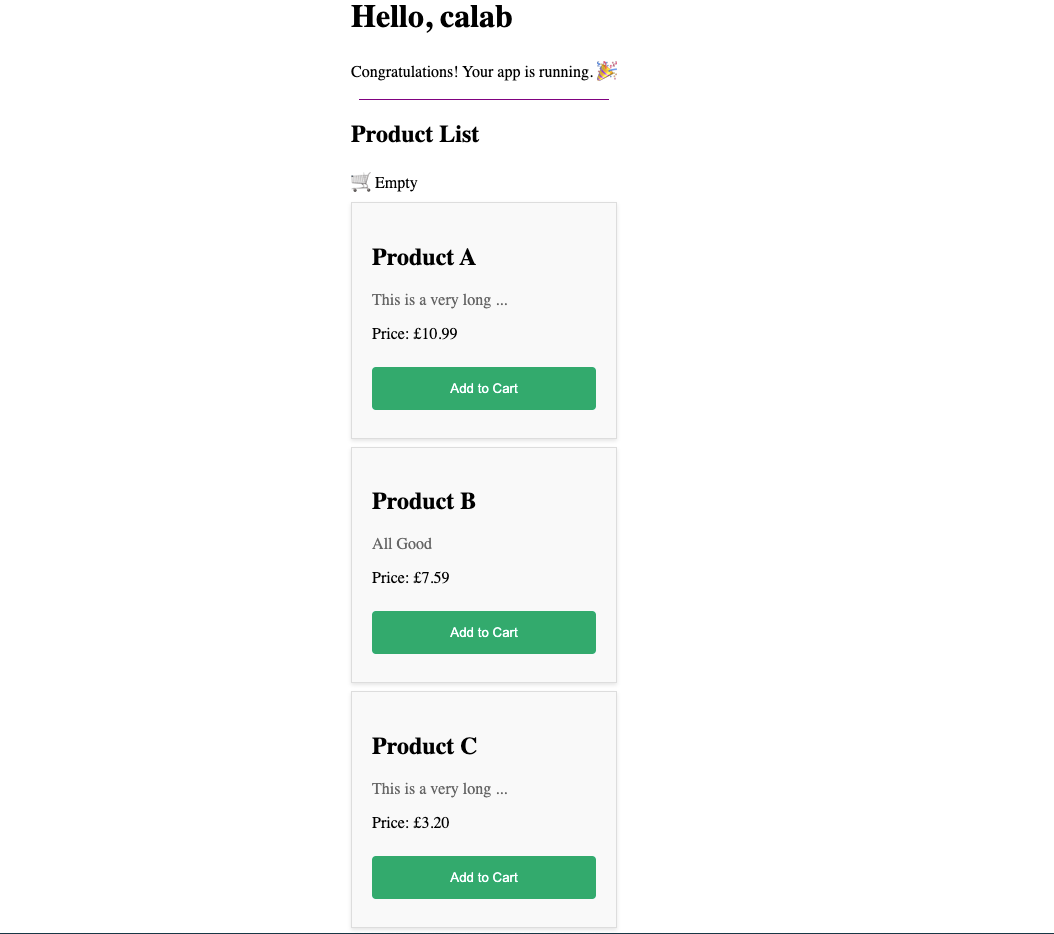 Hello, calab
Congratulations! Your app is running. 🎉
Product List
🛒 Empty
Product A
This is a very long ...
Price: £10.99
Add to Cart
Product B
All Good
Price: £7.59
Add to Cart
Product C
This is a very long ...
Price: £3.20
Add to Cart